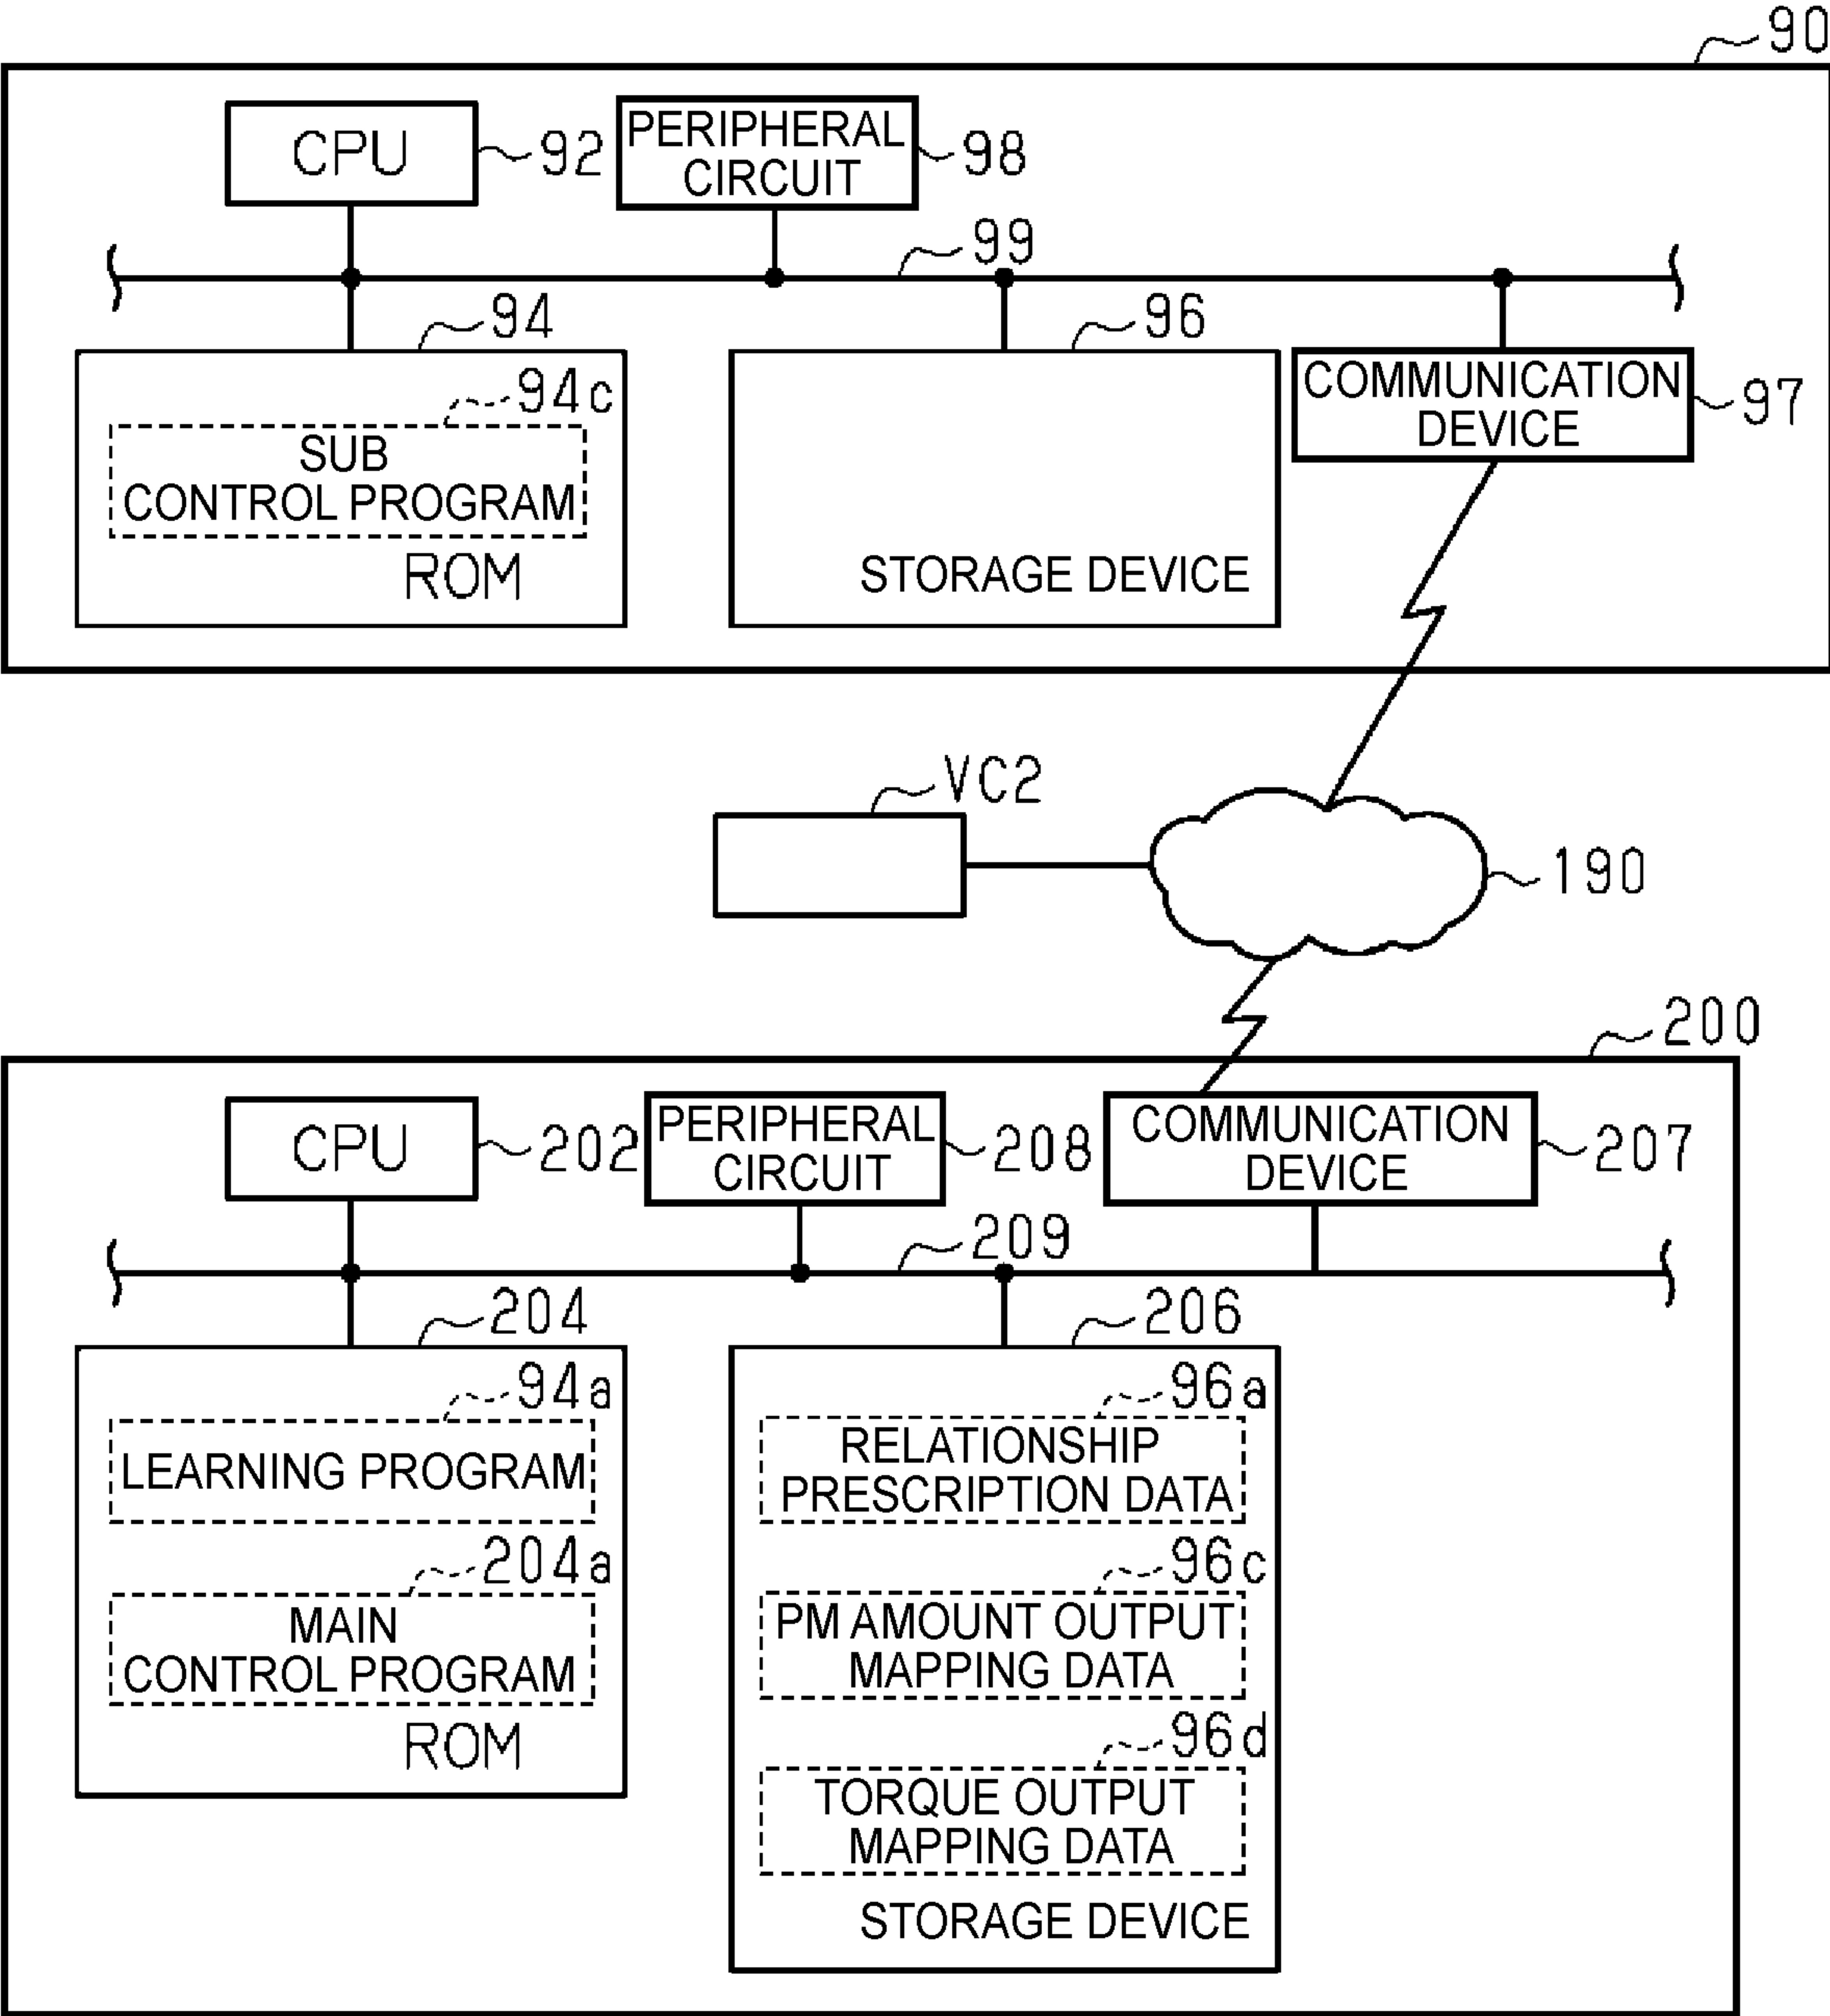 90
CPU
92
PERIPHERAL
CIRCUIT
98
99
94
96
94c
SUB
CONTROL PROGRAM
ROM
STORAGE DEVICE
COMMUNICATION
DEVICE
97
VC2
190
200
CPU
202
PERIPHERAL
CIRCUIT
208
COMMUNICATION
DEVICE
207
209
204
206
94a
LEARNING PROGRAM
204a
MAIN
CONTROL PROGRAM
ROM
96a
RELATIONSHIP
PRESCRIPTION DATA
96c
PM AMOUNT OUTPUT
MAPPING DATA
96d
TORQUE OUTPUT
MAPPING DATA
STORAGE DEVICE